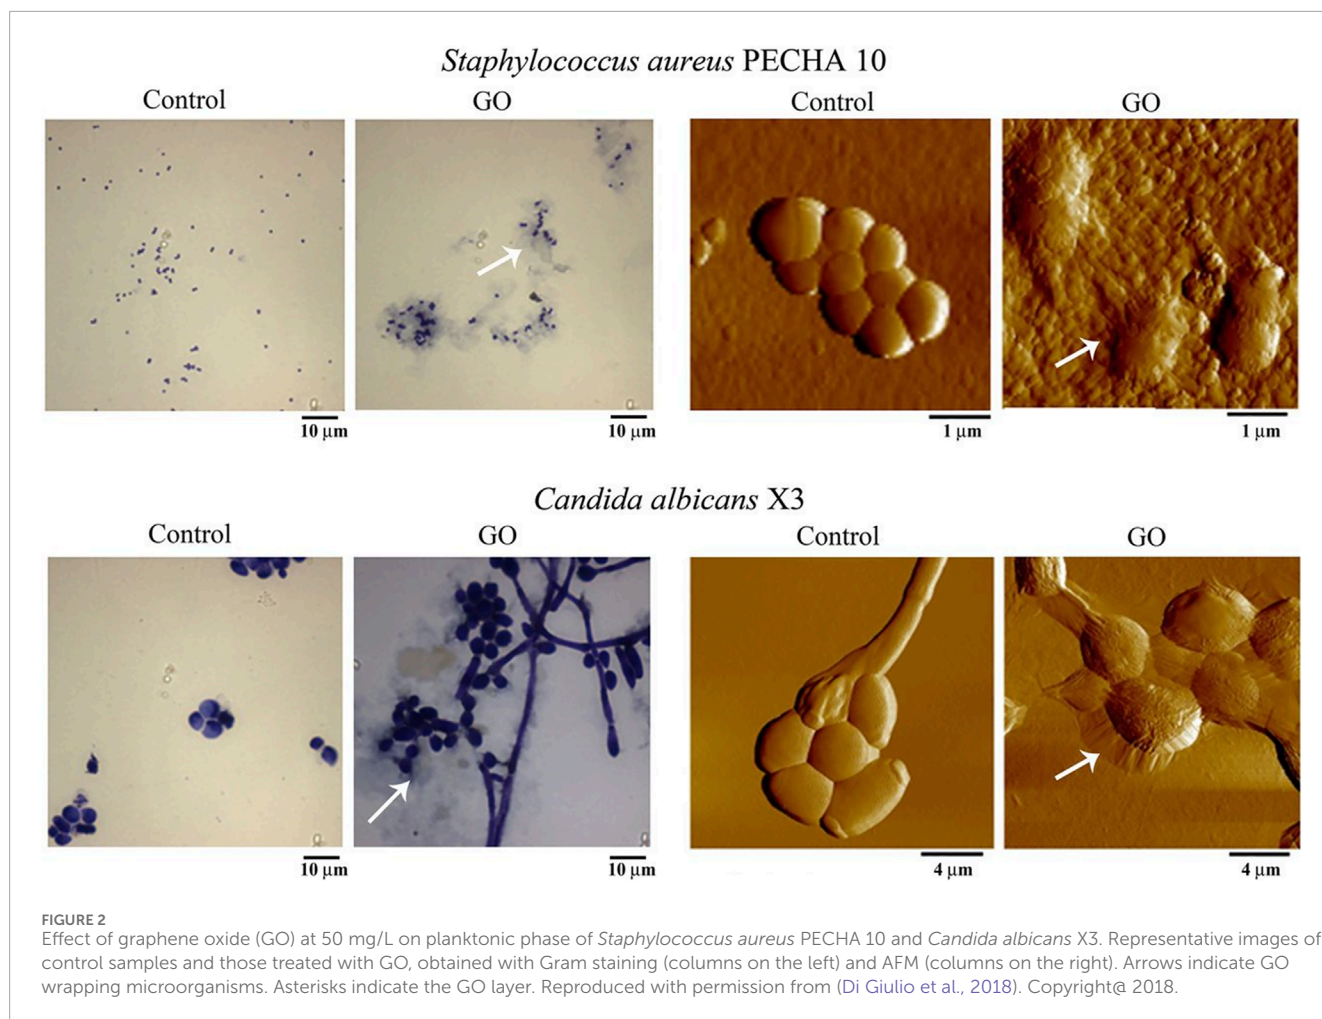 Staphylococcus aureus PECHA 10
Control GO Control GO
10 µm 10 µm 1 µm 1 µm
Candida albicans X3
Control GO Control GO
10 µm 10 µm 4 µm 4 µm
FIGURE 2
Effect of graphene oxide (GO) at 50 mg/L on planktonic phase of Staphylococcus aureus PECHA 10 and Candida albicans X3. Representative images of
control samples and those treated with GO, obtained with Gram staining (columns on the left) and AFM (columns on the right). Arrows indicate GO
wrapping microorganisms. Asterisks indicate the GO layer. Reproduced with permission from (Di Giulio et al., 2018). Copyright@ 2018.